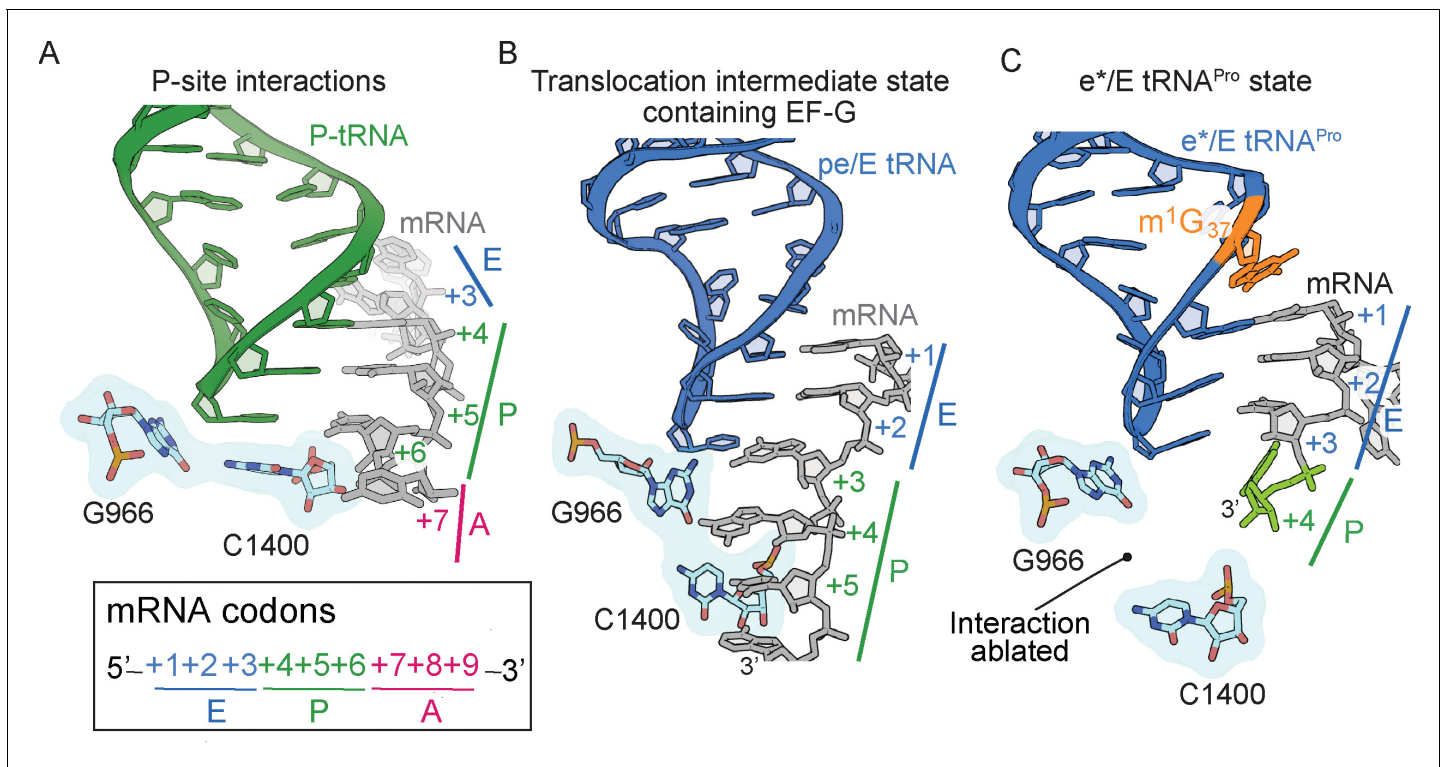 A
P-site interactions
P-tRNA
mRNA
E
+3
+4
+5
P
+6
+7
A
G966
C1400
mRNA codons
5’–+1+2+3+4+5+6+7+8+9–3’
E P A
B
Translocation intermediate state
containing EF-G
pe/E tRNA
mRNA
+1
E
+2
+3
+4
P
+5
G966
C1400
3’
C
e*/E tRNAᴾʳᵒ state
e*/E tRNAᴾʳᵒ
m¹G₃₇
mRNA
+1
+2
E
+3
3’
+4
P
G966
Interaction
ablated
C1400